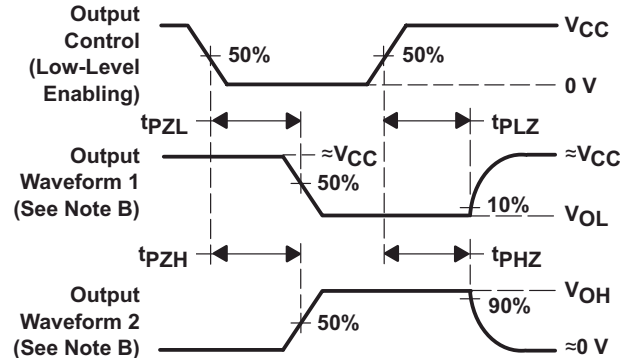 Output
Control
(Low-Level
Enabling)
50%
50%
VCC
0 V
tPZL
tPLZ
Output
Waveform 1
(See Note B)
≈VCC
50%
≈VCC
10%
VOL
tPZH
tPHZ
Output
Waveform 2
(See Note B)
50%
VOH
90%
≈0 V